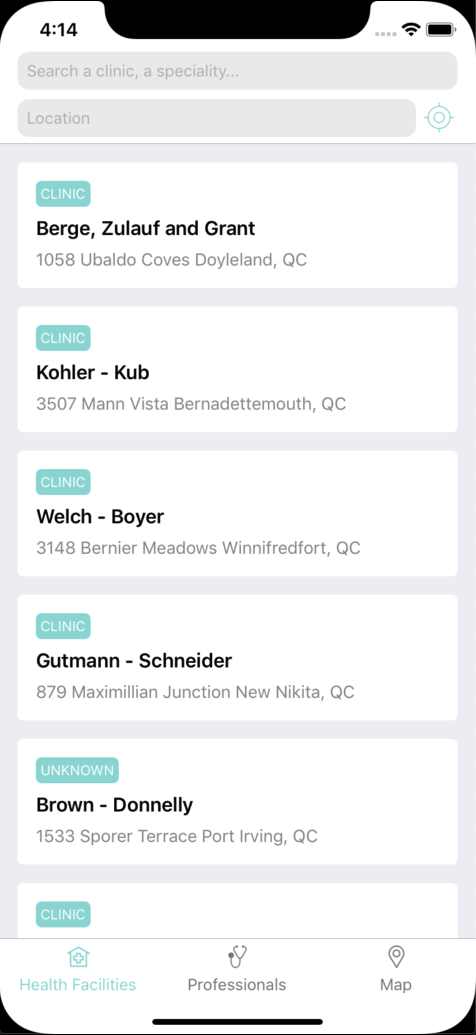 4:14
Search a clinic, a speciality...
Location
CLINIC
Berge, Zulauf and Grant
1058 Ubaldo Coves Doyleland, QC
CLINIC
Kohler - Kub
3507 Mann Vista Bernadettemouth, QC
CLINIC
Welch - Boyer
3148 Bernier Meadows Winnifredfort, QC
CLINIC
Gutmann - Schneider
879 Maximillian Junction New Nikita, QC
UNKNOWN
Brown - Donnelly
1533 Sporer Terrace Port Irving, QC
CLINIC
Health Facilities Professionals Map